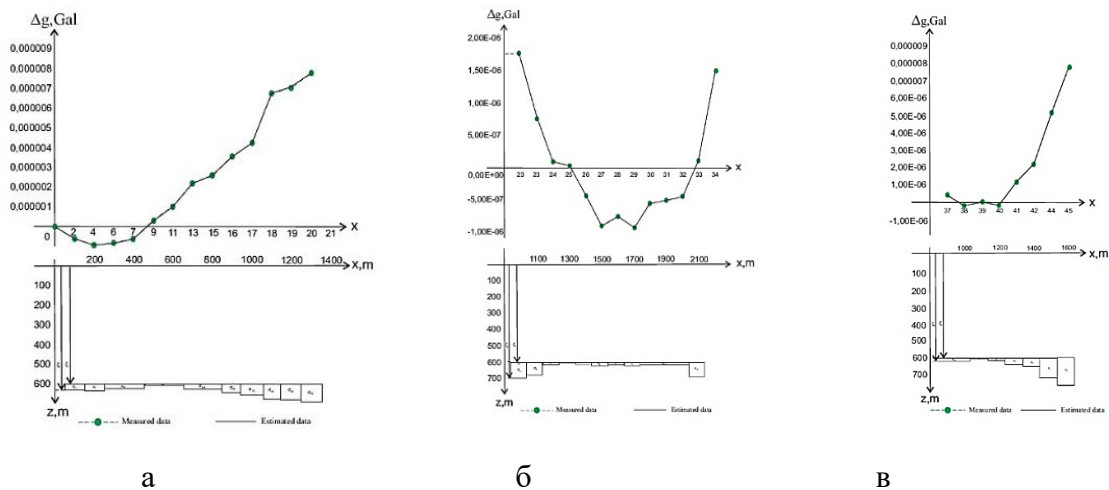 Δg,Gal
0,000009
0,000008
0,000007
0,000006
0,000005
0,000004
0,000003
0,000002
0,000001
0
2 4 6 7 9 11 13 15 16 17 18 19 20 21 x
200 400 600 800 1000 1200 1400 x,m
100
200
300
400
500
600
z,m
Measured data Estimated data
а
Δg,Gal
2,00E-06
1,50E-06
1,00E-06
5,00E-07
0,00E+00
-5,00E-07
-1,00E-06
23 23 24 25 26 27 28 29 30 31 32 33 34 x
1100 1300 1500 1700 1900 2100 x,m
100
200
300
400
500
600
700
z,m
Measured data Estimated data
б
Δg,Gal
0,000009
0,000008
0,000007
6,00E-06
5,00E-06
4,00E-06
3,00E-06
2,00E-06
1,00E-06
-1,00E-06
37 38 39 40 41 42 44 45 x
1000 1200 1400 1600 x,m
100
200
300
400
500
600
700
z,m
Measured data Estimated data
в